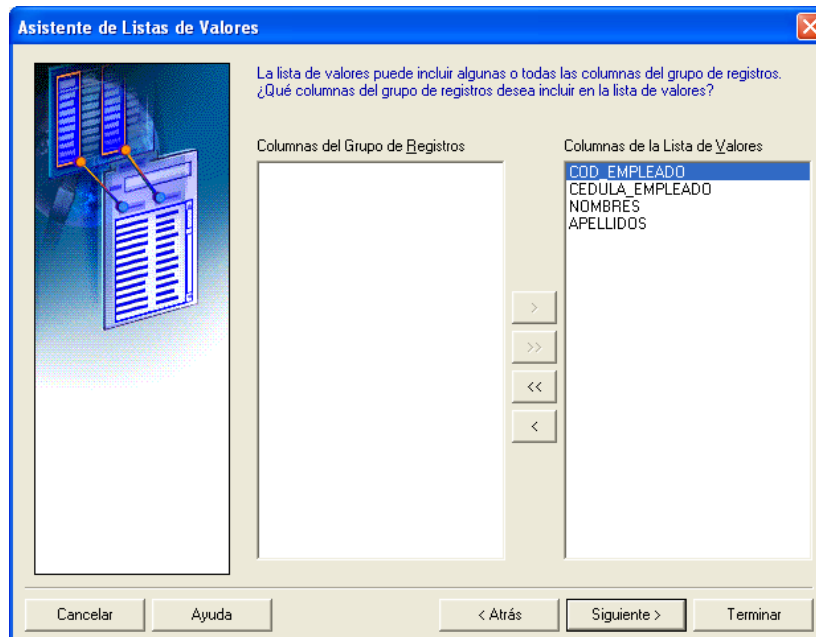 Asistente de Listas de Valores
La lista de valores puede incluir algunas o todas las columnas del grupo de registros.
¿Qué columnas del grupo de registros desea incluir en la lista de valores?
Columnas del Grupo de Registros
Columnas de la Lista de Valores
COD_EMPLEADO
CEDULA_EMPLEADO
NOMBRES
APELLIDOS
>
>>
<<
<
Cancelar
Ayuda
< Atrás
Siguiente >
Terminar